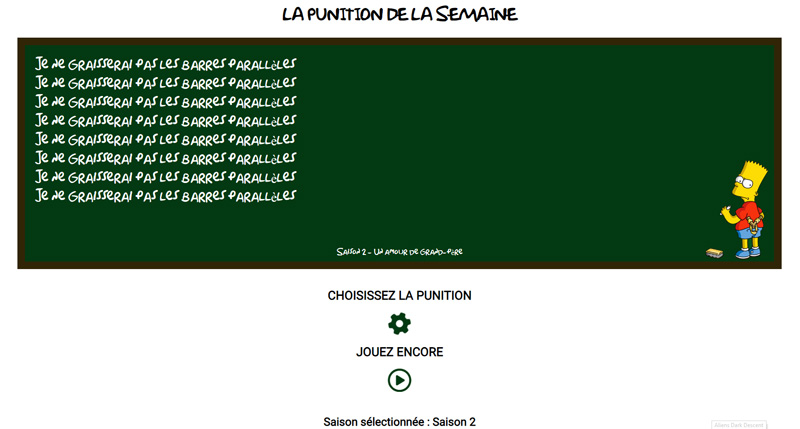 LA PUNITION DE LA SEMAINE
Je ne graisserai pas les barres parallèles
Je ne graisserai pas les barres parallèles
Je ne graisserai pas les barres parallèles
Je ne graisserai pas les barres parallèles
Je ne graisserai pas les barres parallèles
Je ne graisserai pas les barres parallèles
Je ne graisserai pas les barres parallèles
Je ne graisserai pas les barres parallèles
Saison 2 - Un amour de grand-père
CHOISISSEZ LA PUNITION
JOUEZ ENCORE
Saison sélectionnée : Saison 2
Aliens Dark Descent